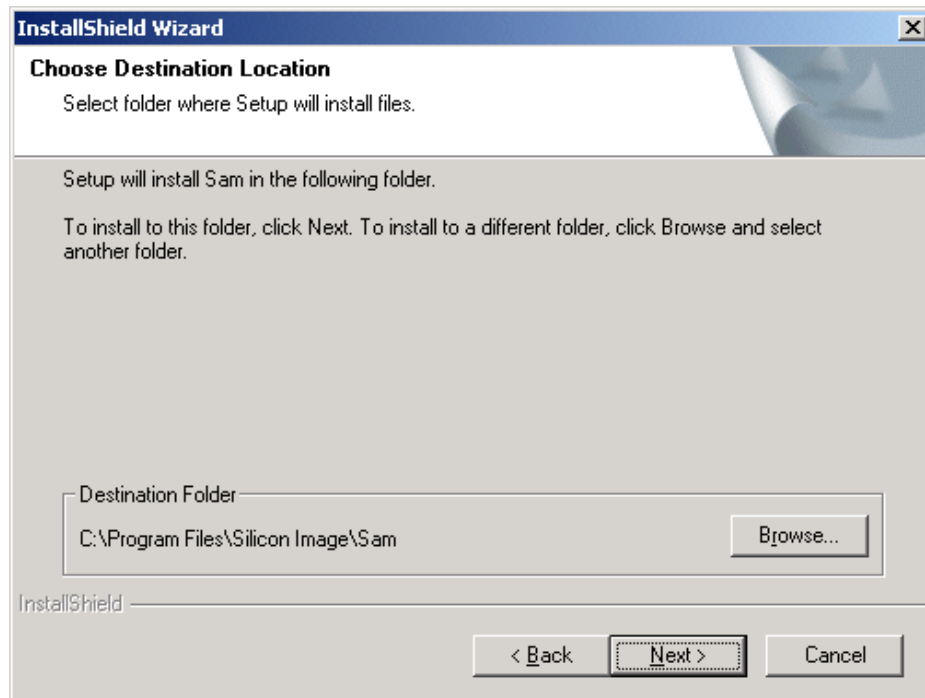 InstallShield Wizard
Choose Destination Location
Select folder where Setup will install files.
Setup will install Sam in the following folder.
To install to this folder, click Next. To install to a different folder, click Browse and select
another folder.
Destination Folder
C:\Program Files\Silicon Image\Sam
Browse...
InstallShield
< Back
Next >
Cancel